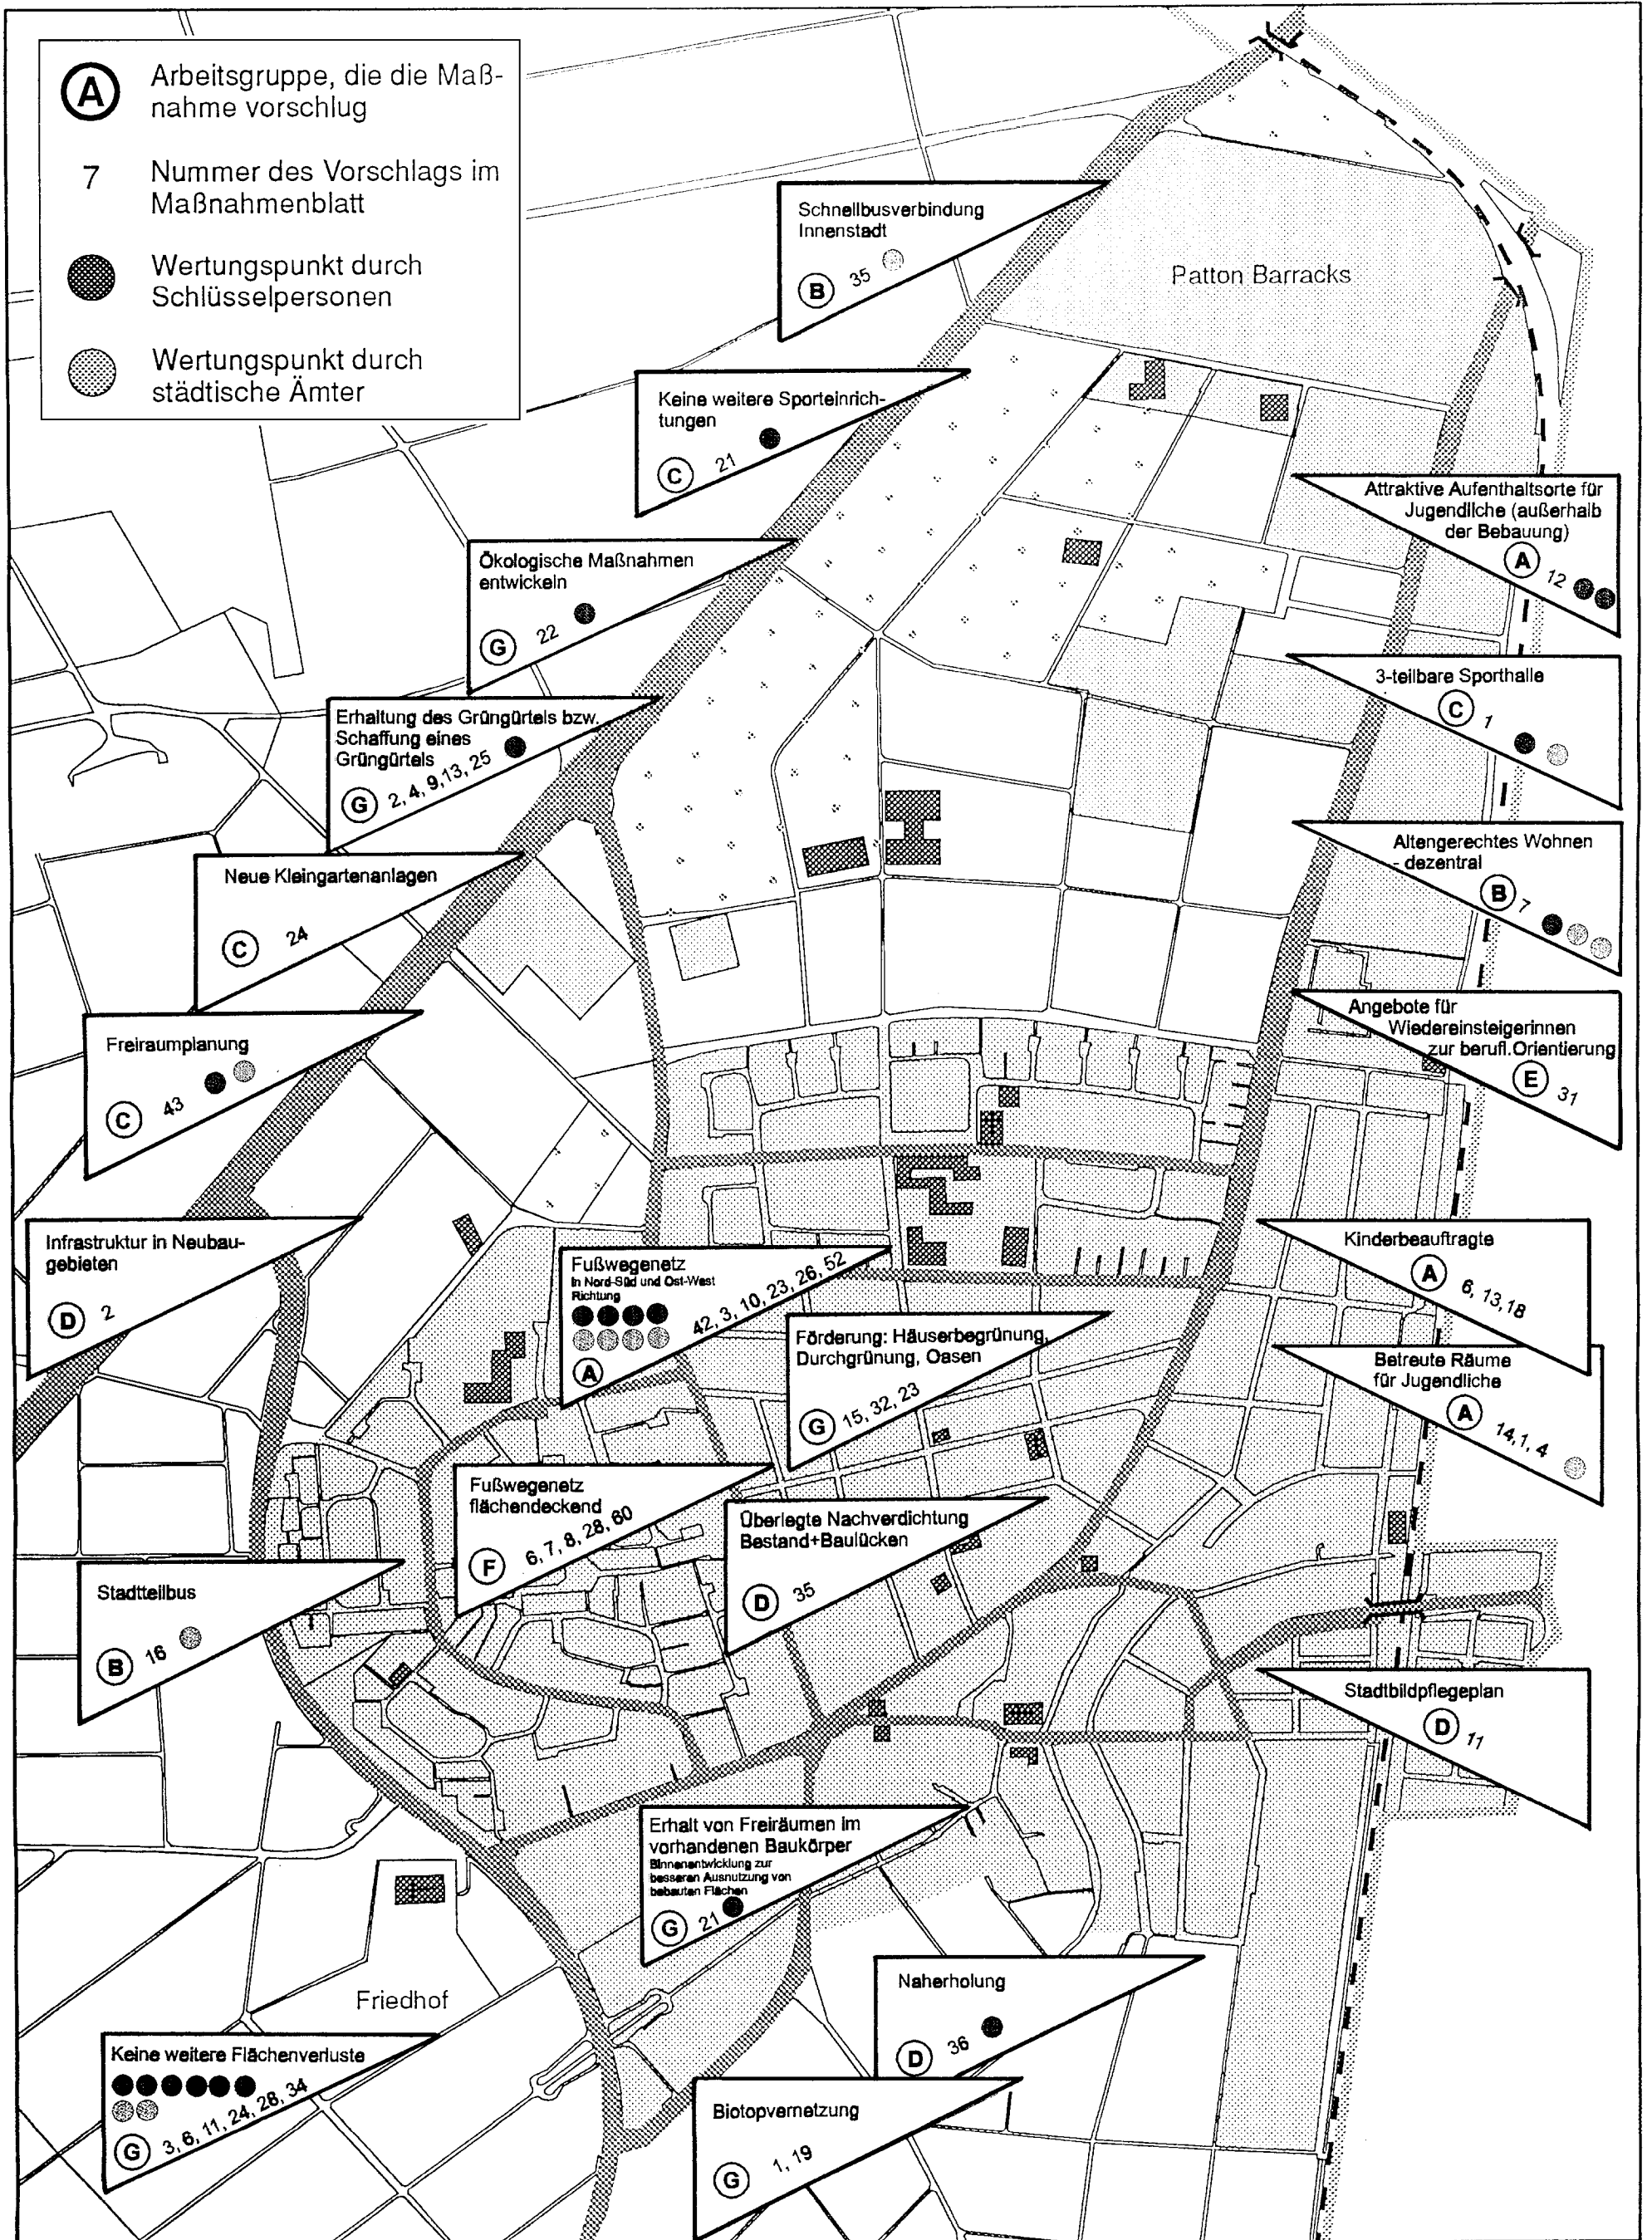 A
Arbeitsgruppe, die die Maß-
nahme vorschlug
7
Nummer des Vorschlags im
Maßnahmenblatt
Wertungspunkt durch
Schlüsselpersonen
Wertungspunkt durch
städtische Ämter
Schnellbusverbindung
Innenstadt
B 35
Patton Barracks
Keine weitere Sporteinrich-
tungen
C 21
Attraktive Aufenthaltsorte für
Jugendliche (außerhalb
der Bebauung)
A 12
Ökologische Maßnahmen
entwickeln
G 22
3-teilbare Sporthalle
C 1
Erhaltung des Grüngürtels bzw.
Schaffung eines
Grüngürtels
G 2, 4, 9,13, 25
Altengerechtes Wohnen
- dezentral
B 7
Neue Kleingartenanlagen
C 24
Angebote für
Wiedereinsteigerinnen
zur berufl.Orientierung
E 31
Freiraumplanung
C 43
Infrastruktur in Neubau-
gebieten
D 2
Fußwegenetz
in Nord-Süd und Ost-West
Richtung
A 42, 3, 10, 23, 26, 52
Kinderbeauftragte
A 6, 13,18
Förderung: Häuserbegrünung,
Durchgrünung, Oasen
G 15, 32, 23
Betreute Räume
für Jugendliche
A 14,1, 4
Fußwegenetz
flächendeckend
F 6, 7, 8, 28, 60
Überlegte Nachverdichtung
Bestand+Baulücken
D 35
Stadtteilbus
B 16
Stadtbildpflegeplan
D 11
Erhalt von Freiräumen im
vorhandenen Baukörper
Binnenentwicklung zur
besseren Ausnutzung von
bebauten Flächen
G 21
Naherholung
D 36
Friedhof
Keine weitere Flächenverluste
G 3, 6, 11, 24, 28, 34
Biotopvernetzung
G 1, 19